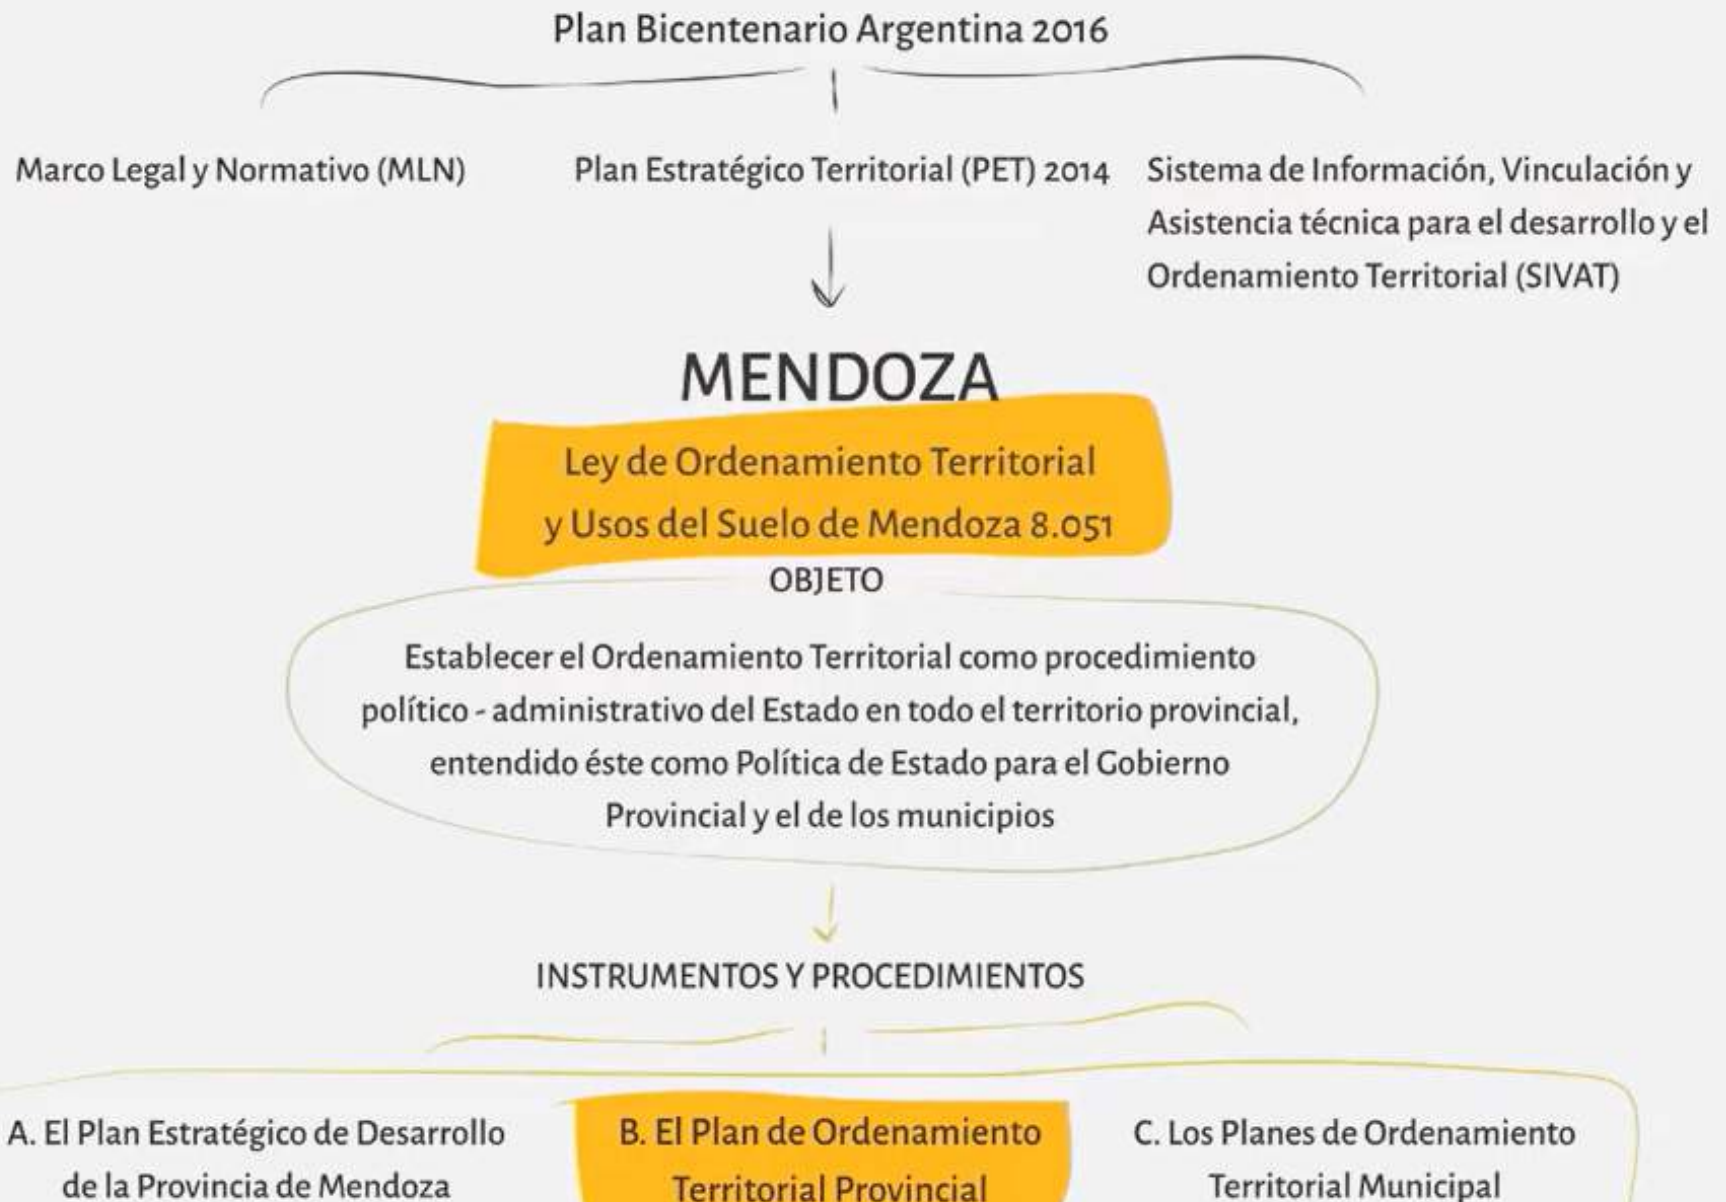 Plan Bicentenario Argentina 2016
Marco Legal y Normativo (MLN)
Plan Estratégico Territorial (PET) 2014
Sistema de Información, Vinculación y
Asistencia técnica para el desarrollo y el
Ordenamiento Territorial (SIVAT)
MENDOZA
Ley de Ordenamiento Territorial
y Usos del Suelo de Mendoza 8.051
OBJETO
Establecer el Ordenamiento Territorial como procedimiento
político - administrativo del Estado en todo el territorio provincial,
entendido éste como Política de Estado para el Gobierno
Provincial y el de los municipios
INSTRUMENTOS Y PROCEDIMIENTOS
A. El Plan Estratégico de Desarrollo
de la Provincia de Mendoza
B. El Plan de Ordenamiento
Territorial Provincial
C. Los Planes de Ordenamiento
Territorial Municipal